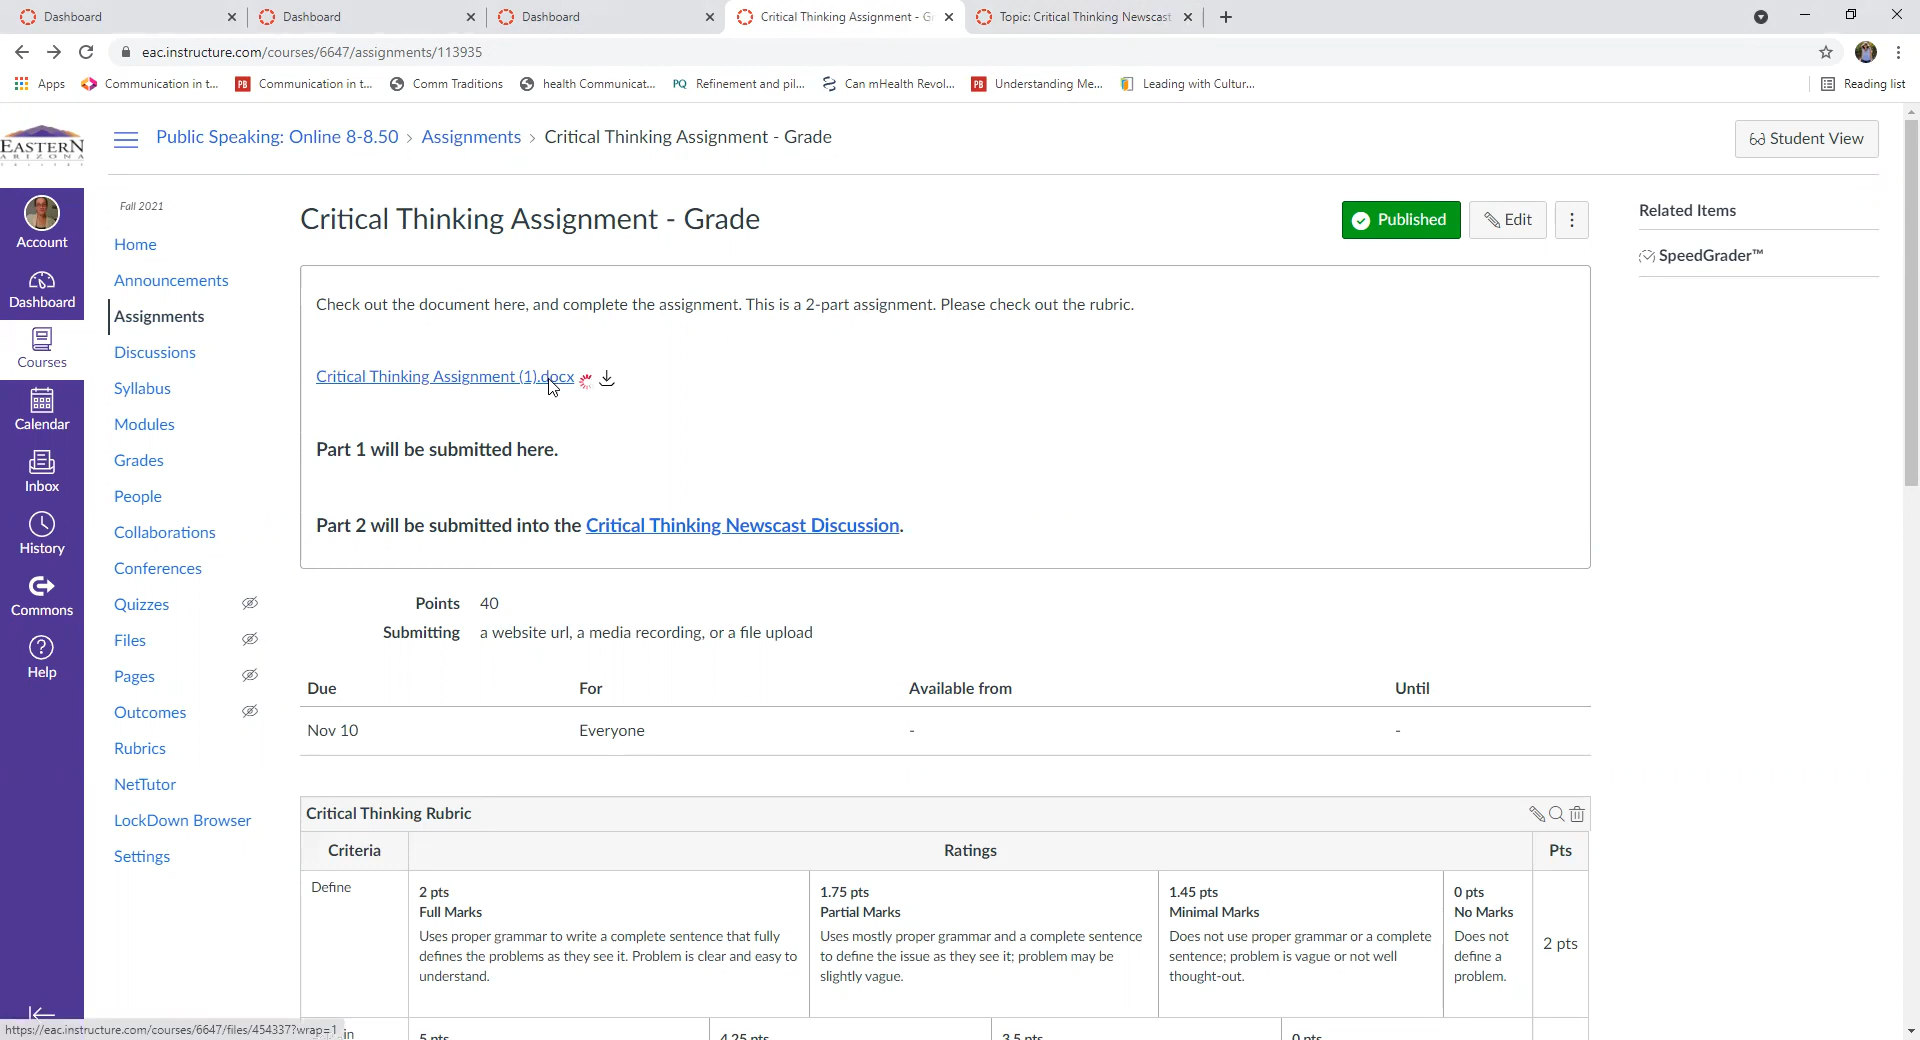 Dashboard
Dashboard
Dashboard
Critical Thinking Assignment - G
Topic: Critical Thinking Newscast
eac.instructure.com/courses/6647/assignments/113935
Apps
Communication in t...
Communication in t...
Comm Traditions
health Communicat...
Refinement and pil...
Can mHealth Revol...
Understanding Me...
Leading with Cultur...
Reading list
EASTERN
ARIZONA
Public Speaking: Online 8-8.50 › Assignments › Critical Thinking Assignment - Grade
Student View
Account
Dashboard
Courses
Calendar
Inbox
History
Commons
Help
Fall 2021
Home
Announcements
Assignments
Discussions
Syllabus
Modules
Grades
People
Collaborations
Conferences
Quizzes
Files
Pages
Outcomes
Rubrics
NetTutor
LockDown Browser
Settings
Critical Thinking Assignment - Grade
Published
Edit
Related Items
SpeedGrader™
Check out the document here, and complete the assignment. This is a 2-part assignment. Please check out the rubric.
Critical Thinking Assignment (1).docx
Part 1 will be submitted here.
Part 2 will be submitted into the Critical Thinking Newscast Discussion.
Points 40
Submitting a website url, a media recording, or a file upload
Due For Available from Until
Nov 10 Everyone - -
Critical Thinking Rubric
Criteria Ratings Pts
Define
2 pts
Full Marks
Uses proper grammar to write a complete sentence that fully
defines the problems as they see it. Problem is clear and easy to
understand.
1.75 pts
Partial Marks
Uses mostly proper grammar and a complete sentence
to define the issue as they see it; problem may be
slightly vague.
1.45 pts
Minimal Marks
Does not use proper grammar or a complete
sentence; problem is vague or not well
thought-out.
0 pts
No Marks
Does not
define a
problem.
2 pts
5 pts
4.25 pts
3.5 pts
0 pts
https://eac.instructure.com/courses/6647/files/454337?wrap=1